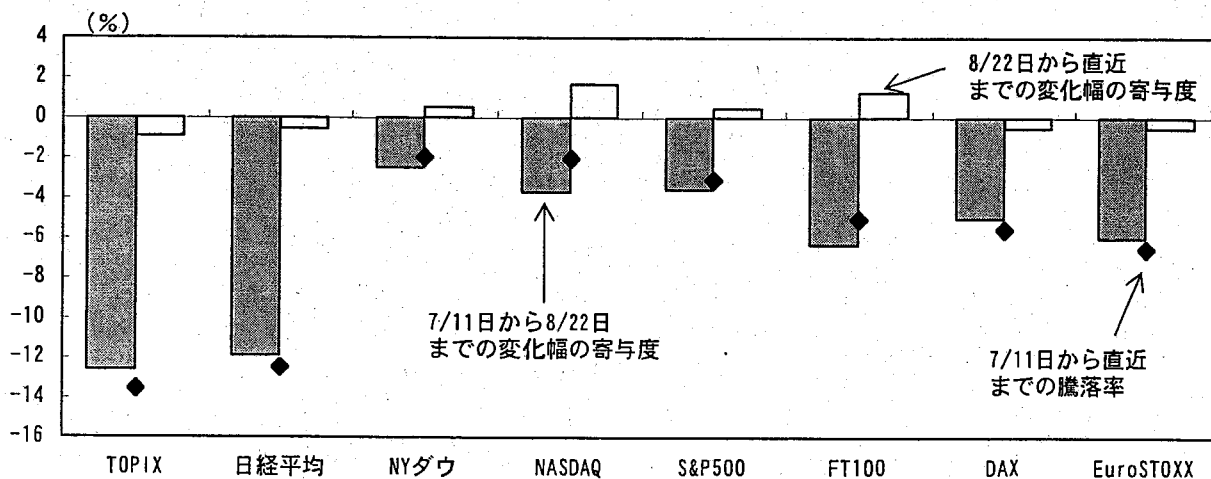 (%)
4
2
0
-2
-4
-6
-8
-10
-12
-14
-16
8/22日から直近
までの変化幅の寄与度
7/11日から8/22日
までの変化幅の寄与度
7/11日から直近
までの騰落率
TOPIX 日経平均 NYダウ NASDAQ S&P500 FT100 DAX EuroSTOXX